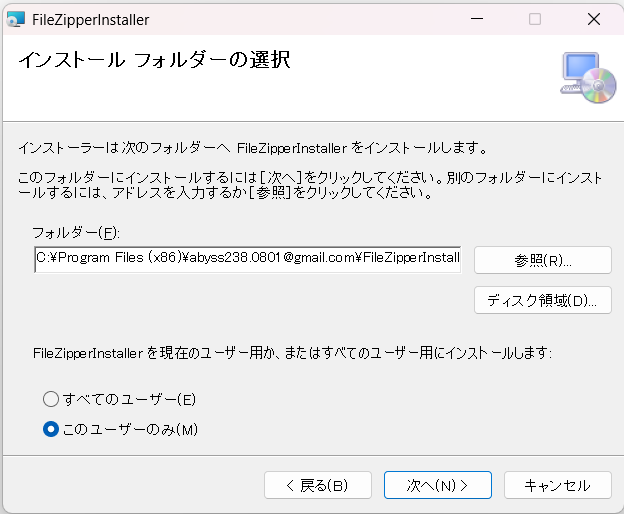 FileZipperInstaller
インストール フォルダーの選択
インストーラーは次のフォルダーへ FileZipperInstaller をインストールします。
このフォルダーにインストールするには[次へ]をクリックしてください。別のフォルダーにインスト
ールするには、アドレスを入力するか[参照]をクリックしてください。
フォルダー(F):
C:¥Program Files (x86)¥abyss238.0801@gmail.com¥FileZipperInstall
参照(R)...
ディスク領域(D)...
FileZipperInstaller を現在のユーザー用か、またはすべてのユーザー用にインストールします:
すべてのユーザー(E)
このユーザーのみ(M)
< 戻る(B)
次へ(N) >
キャンセル